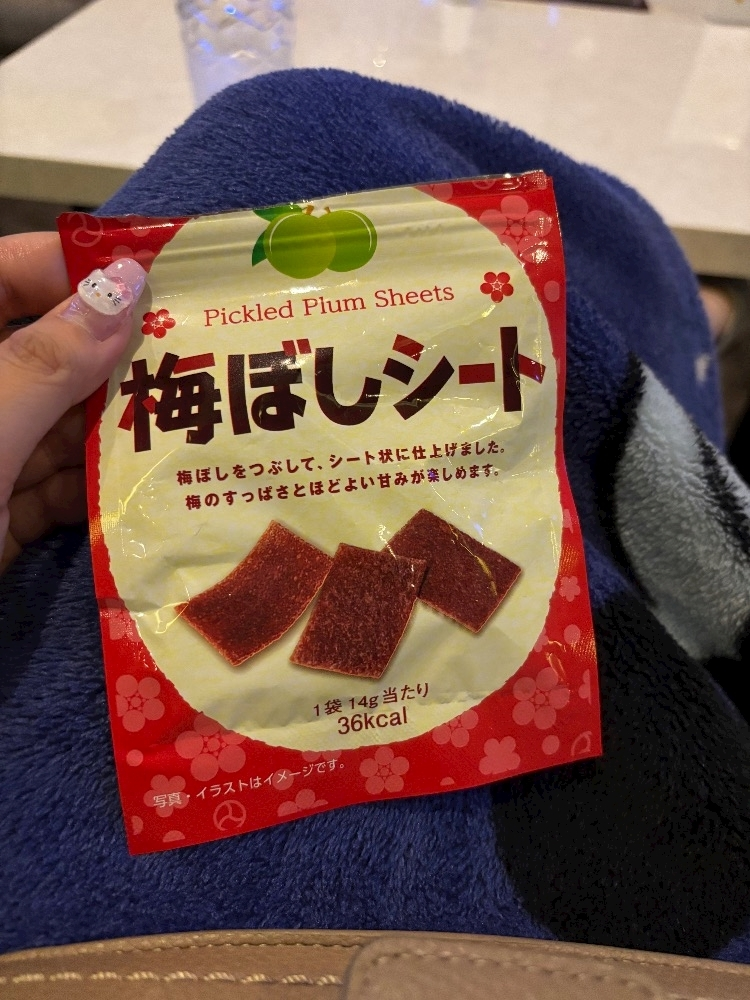 Pickled Plum Sheets
梅ぼしシート
梅ぼしをつぶして、シート状に仕上げました。
梅のすっぱさとほどよい甘みが楽しめます。
1袋 14g 当たり
36kcal
写真・イラストはイメージです。